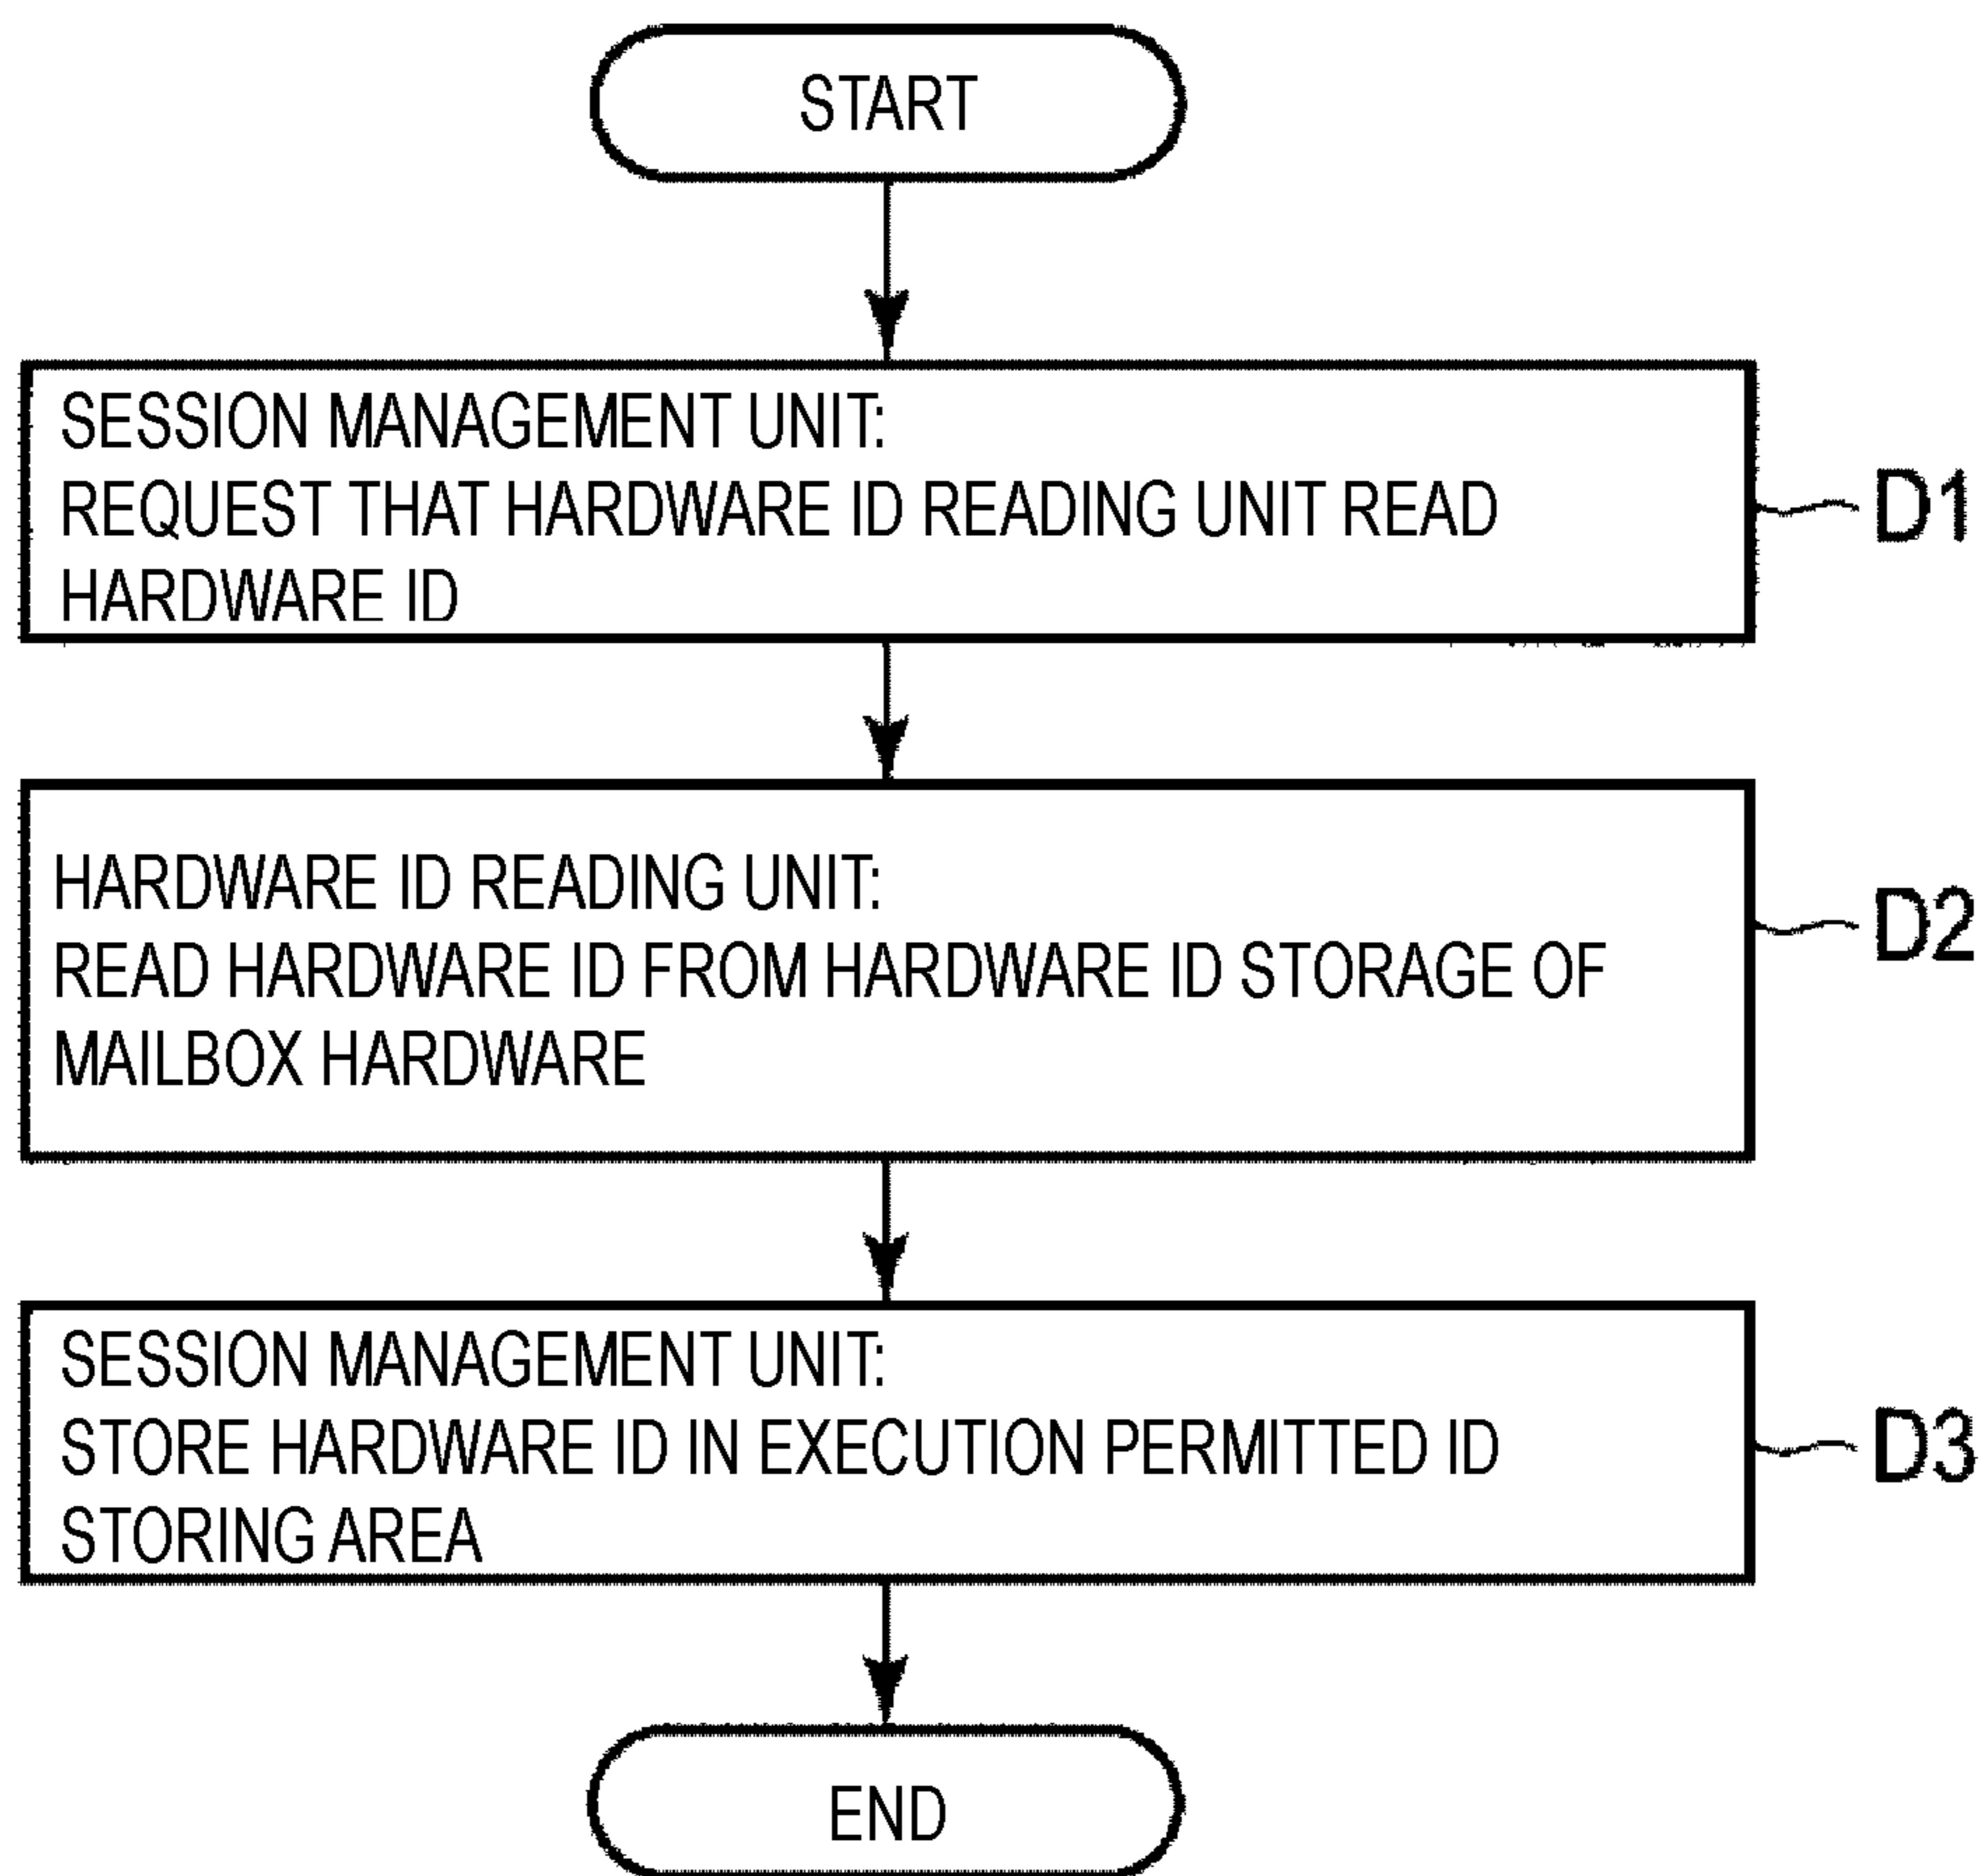 START
SESSION MANAGEMENT UNIT:
REQUEST THAT HARDWARE ID READING UNIT READ
HARDWARE ID
D1
HARDWARE ID READING UNIT:
READ HARDWARE ID FROM HARDWARE ID STORAGE OF
MAILBOX HARDWARE
D2
SESSION MANAGEMENT UNIT:
STORE HARDWARE ID IN EXECUTION PERMITTED ID
STORING AREA
D3
END